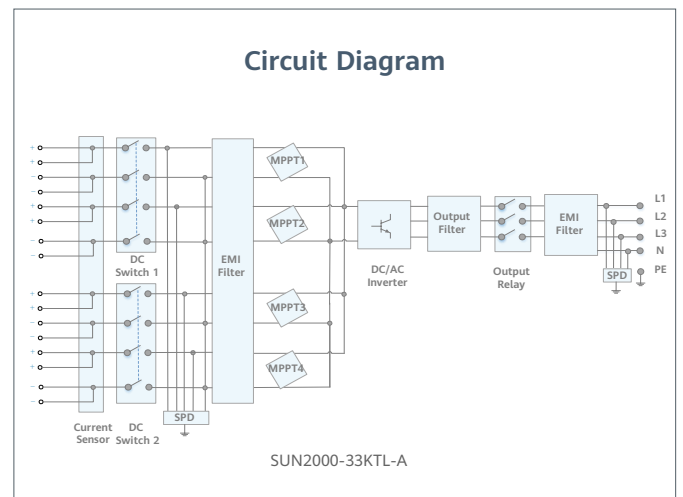 Circuit Diagram
+
+
−
−
+
+
−
−
+
+
−
−
+
+
−
−
Current
Sensor
DC
Switch 1
DC
Switch 2
SPD
EMI
Filter
MPPT1
MPPT2
MPPT3
MPPT4
DC/AC
Inverter
Output
Filter
Output
Relay
EMI
Filter
SPD
L1
L2
L3
N
PE
SUN2000-33KTL-A